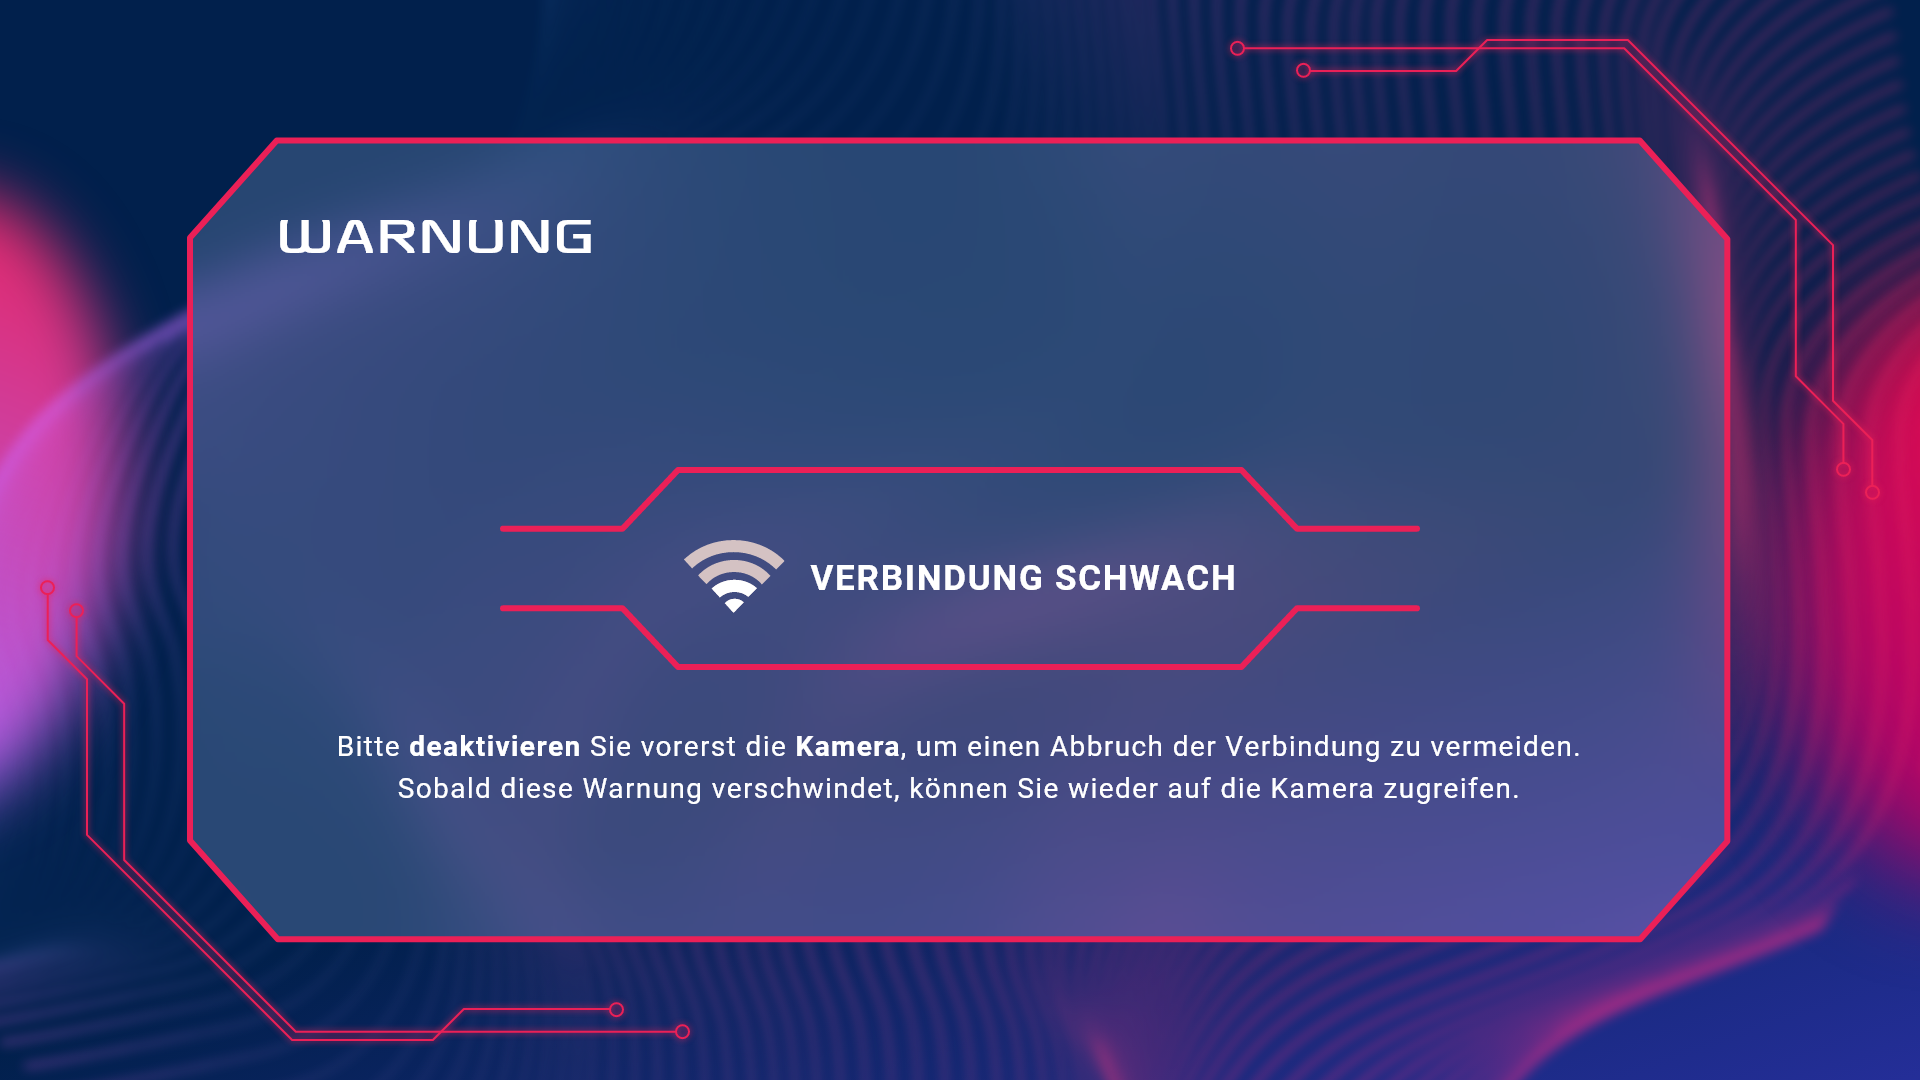 WARNUNG
VERBINDUNG SCHWACH
Bitte deaktivieren Sie vorerst die Kamera, um einen Abbruch der Verbindung zu vermeiden.
Sobald diese Warnung verschwindet, können Sie wieder auf die Kamera zugreifen.